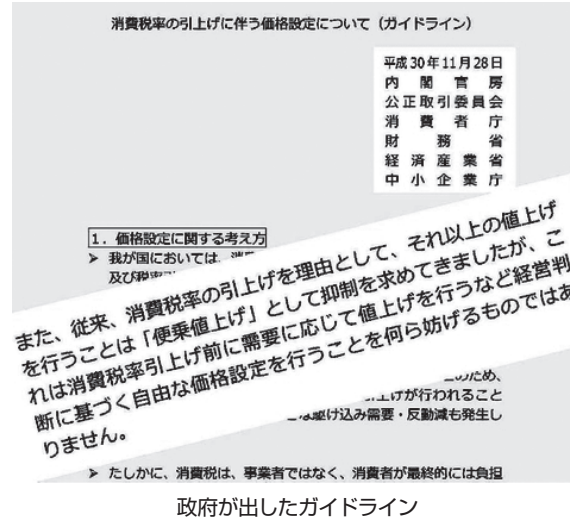 消費税率の引上げに伴う価格設定について（ガイドライン）
平成30年11月28日
内閣官房
公正取引委員会
消費者庁
財務省
経済産業省
中小企業庁
1．価格設定に関する考え方
➢ 我が国においては、消費
及び税率引
また、従来、消費税率の引上げを理由として、それ以上の値上げ
を行うことは「便乗値上げ」として抑制を求めてきましたが、こ
れは消費税率引上げ前に需要に応じて値上げを行うなど経営判
断に基づく自由な価格設定を行うことを何ら妨げるものではあ
りません。
このため、
上げが行われること
な駆け込み需要・反動減も発生し
➢ たしかに、消費税は、事業者ではなく、消費者が最終的には負担
政府が出したガイドライン